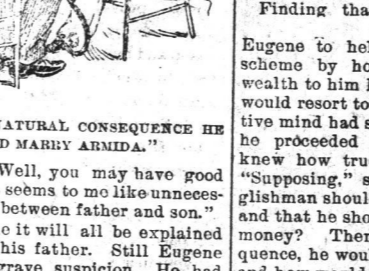 NATURAL CONSEQUENCE HE
D MARRY ARMIDA."
Well, you may have good
seems to me like unneces-
between father and son."
e it will all be explained
his father. Still Eugene
grave suspicion. He had
Finding tha
Eugene to hel
scheme by ho
wealth to him i
would resort to
tive mind had s
he proceeded
knew how tru
"Supposing," s
glishman shoul
and that he sho
money? Ther
quence, he wou